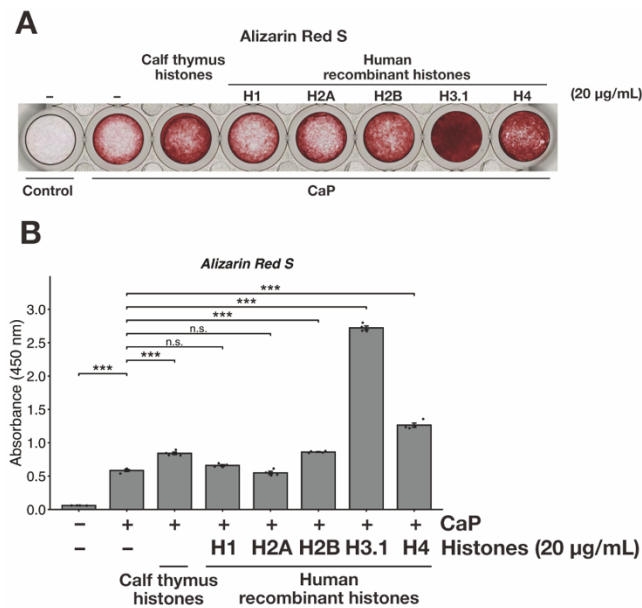 A
Alizarin Red S
Calf thymus histones
Human recombinant histones
– – H1 H2A H2B H3.1 H4 (20 µg/mL)
Control CaP
B
Alizarin Red S
***
***
***
n.s.
n.s.
*** ***
Absorbance (450 nm)
3.0
2.5
2.0
1.5
1.0
0.5
0.0
– + + + + + + + CaP
– – H1 H2A H2B H3.1 H4 Histones (20 µg/mL)
Calf thymus histones
Human recombinant histones